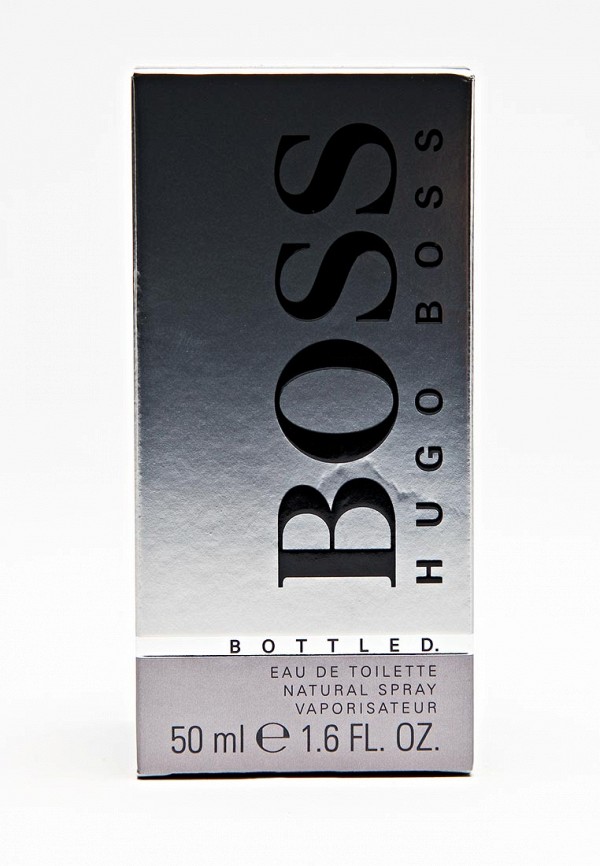 BOSS
HUGO BOSS
BOTTLED.
EAU DE TOILETTE
NATURAL SPRAY
VAPORISATEUR
50 ml ℮ 1.6 FL. OZ.